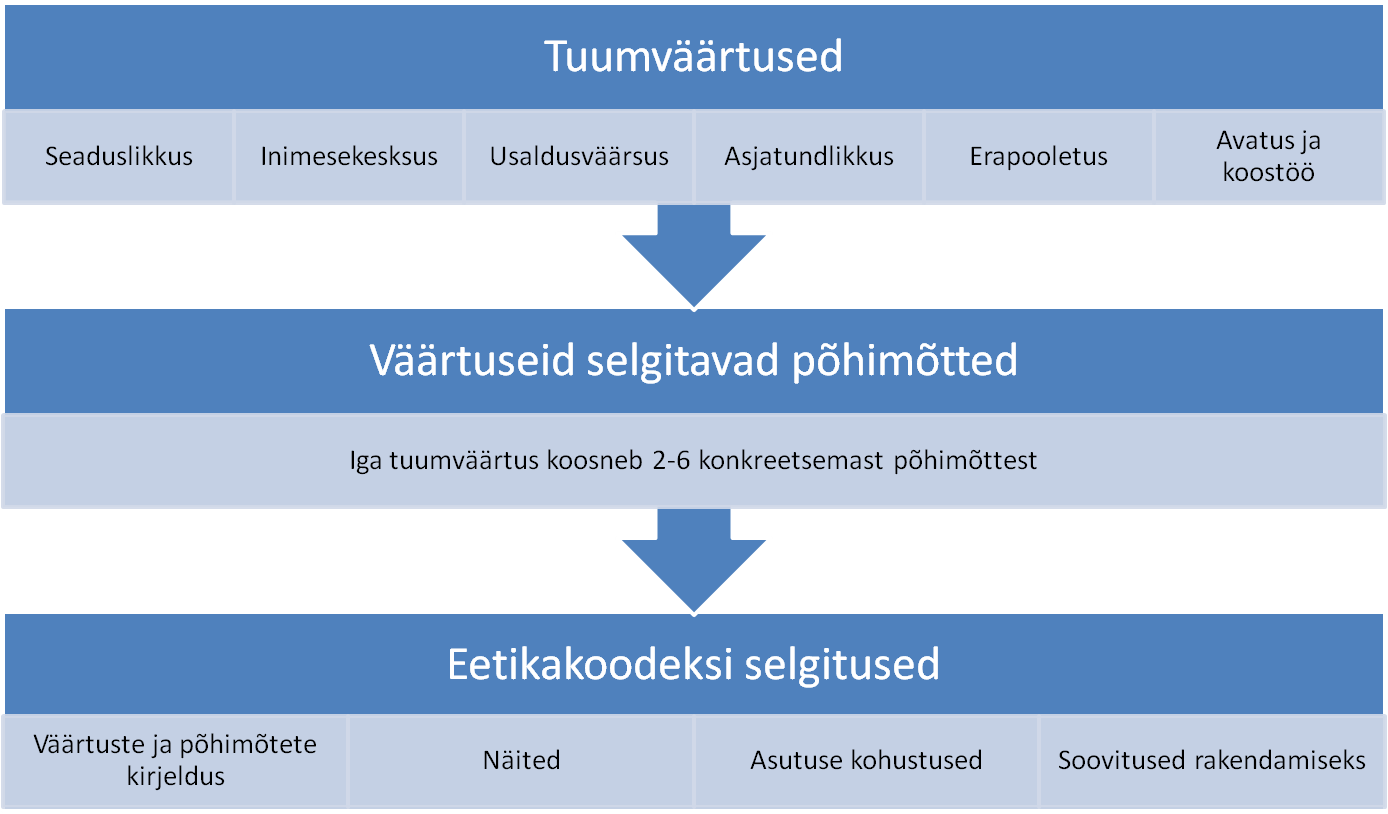 Tuumväärtused
Seaduslikkus
Inimesekesksus
Usaldusväärsus
Asjatundlikkus
Erapooletus
Avatus ja
koostöö
Väärtuseid selgitavad põhimõtted
Iga tuumväärtus koosneb 2-6 konkreetsemast põhimõttest
Eetikakoodeksi selgitused
Väärtuste ja põhimõtete
kirjeldus
Näited
Asutuse kohustused
Soovitused rakendamiseks